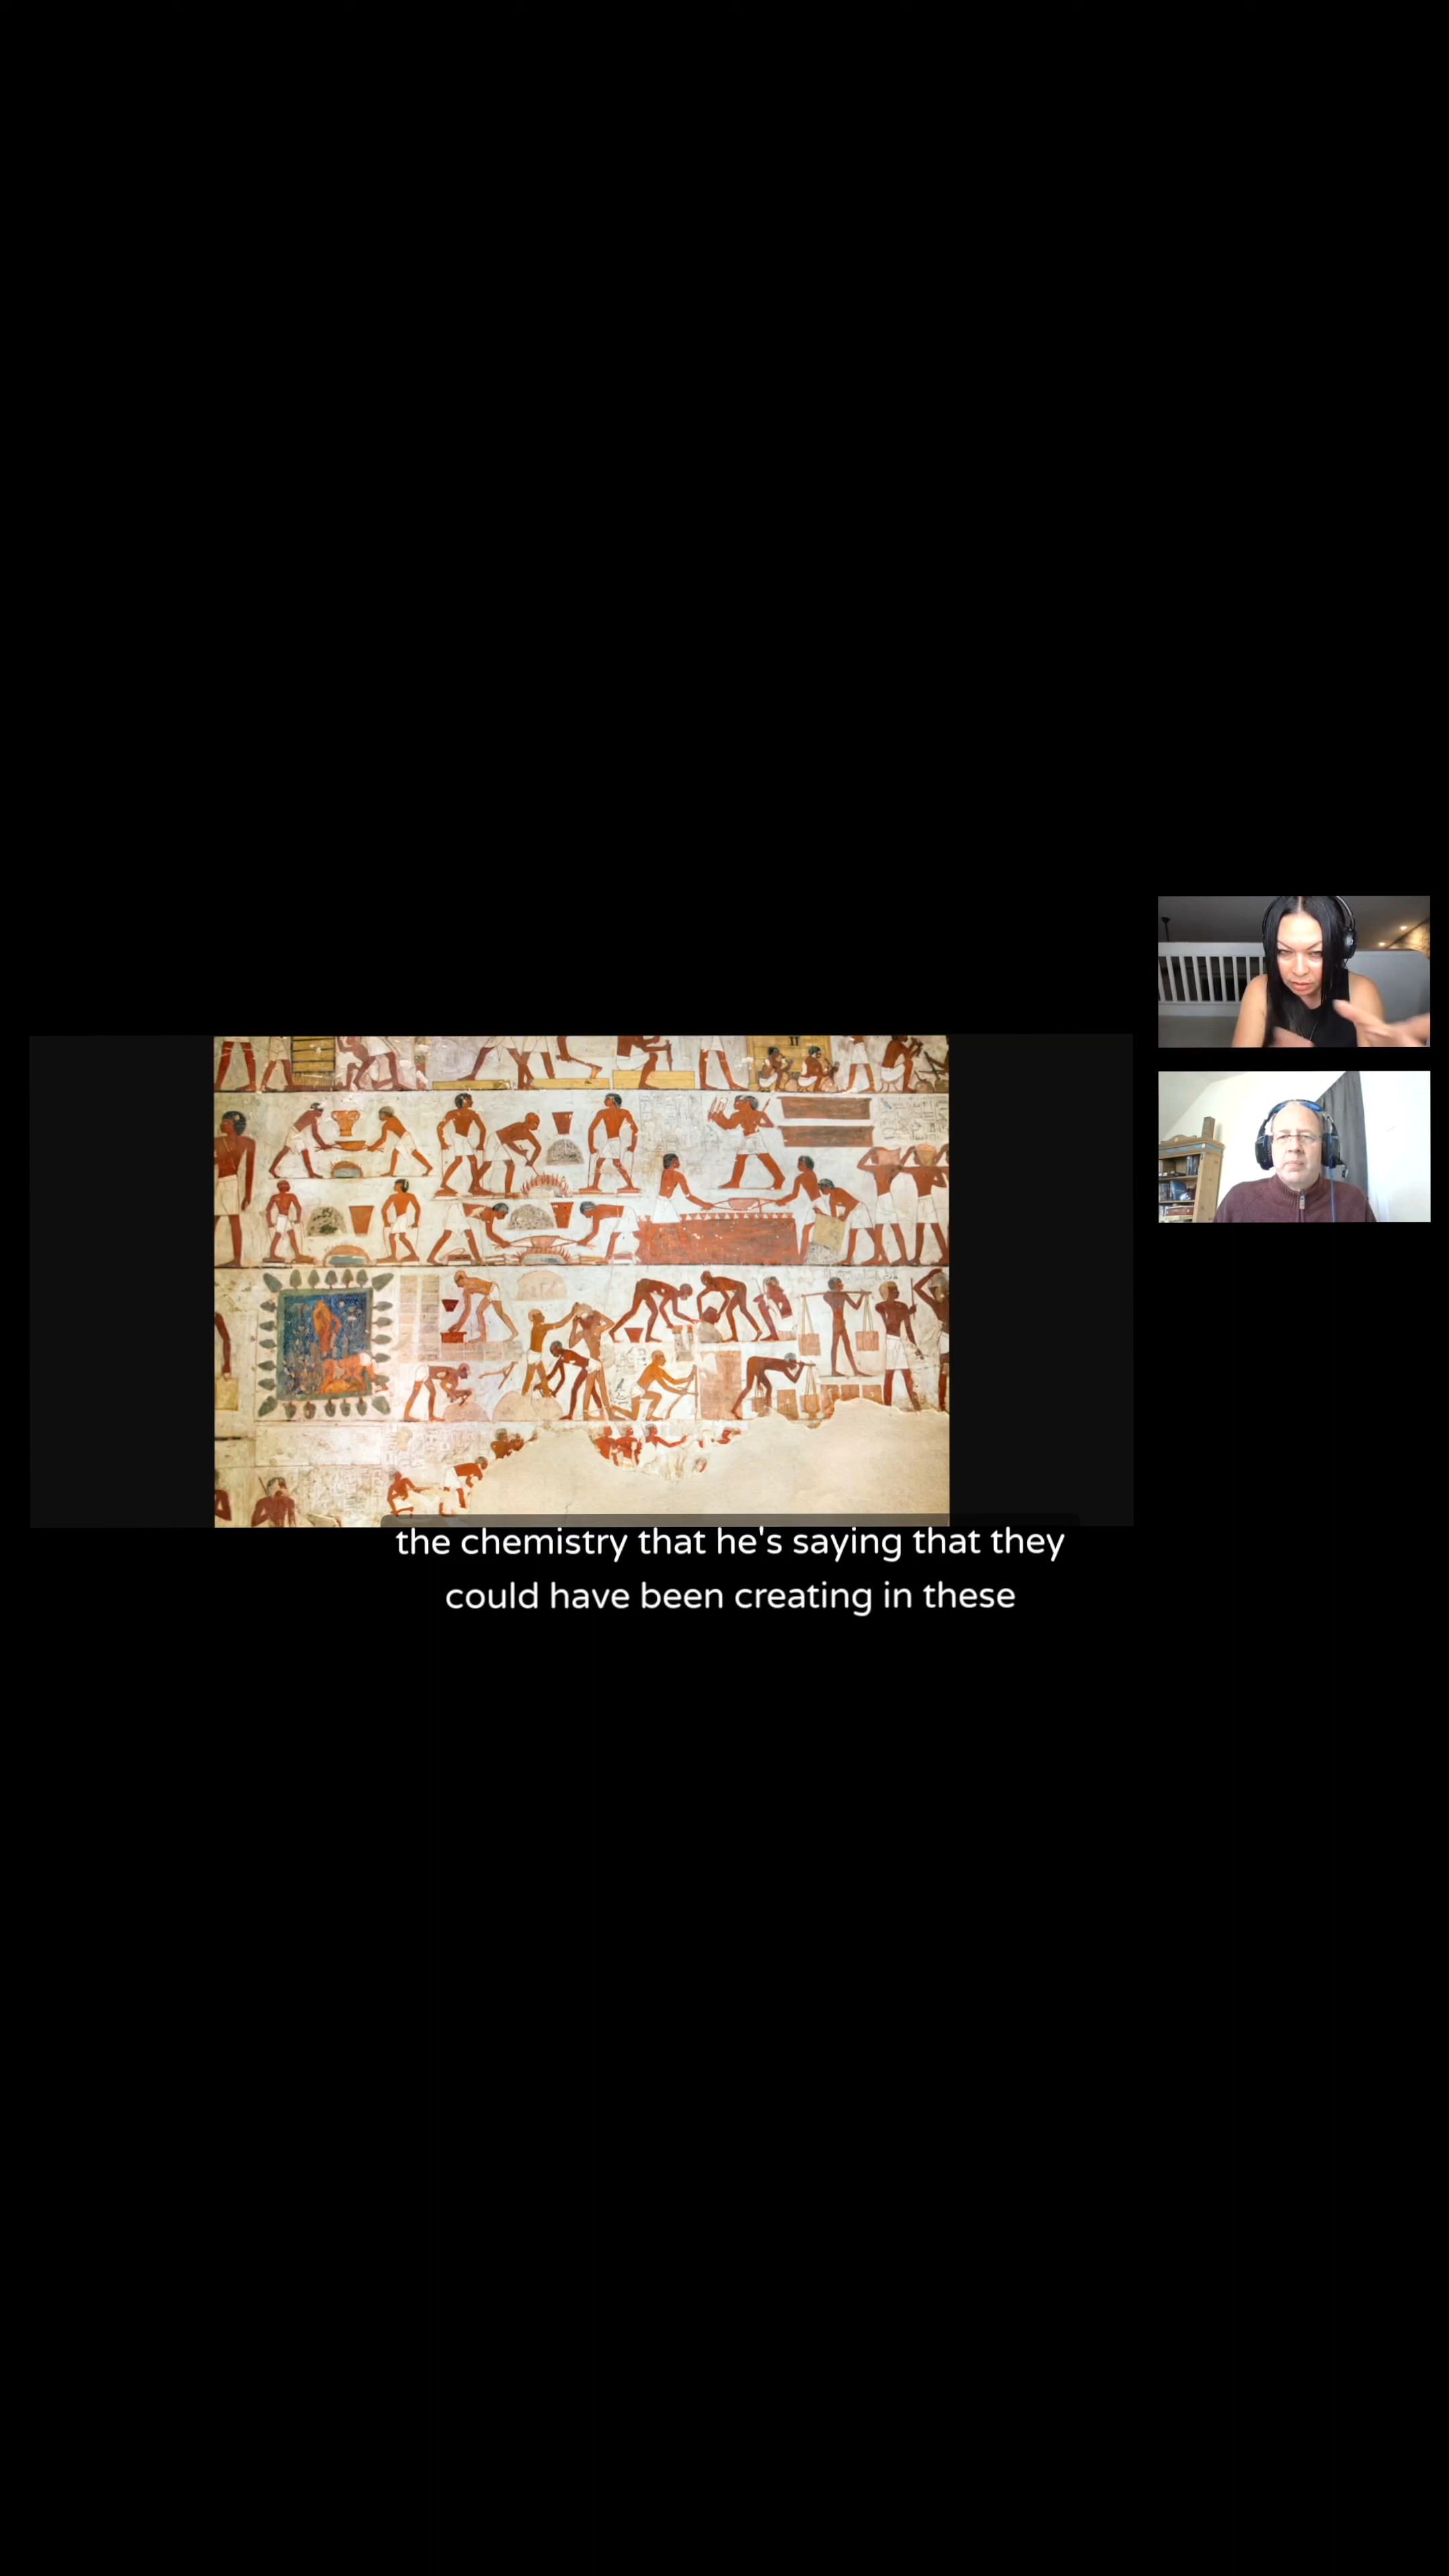 the chemistry that he's saying that they
could have been creating in these